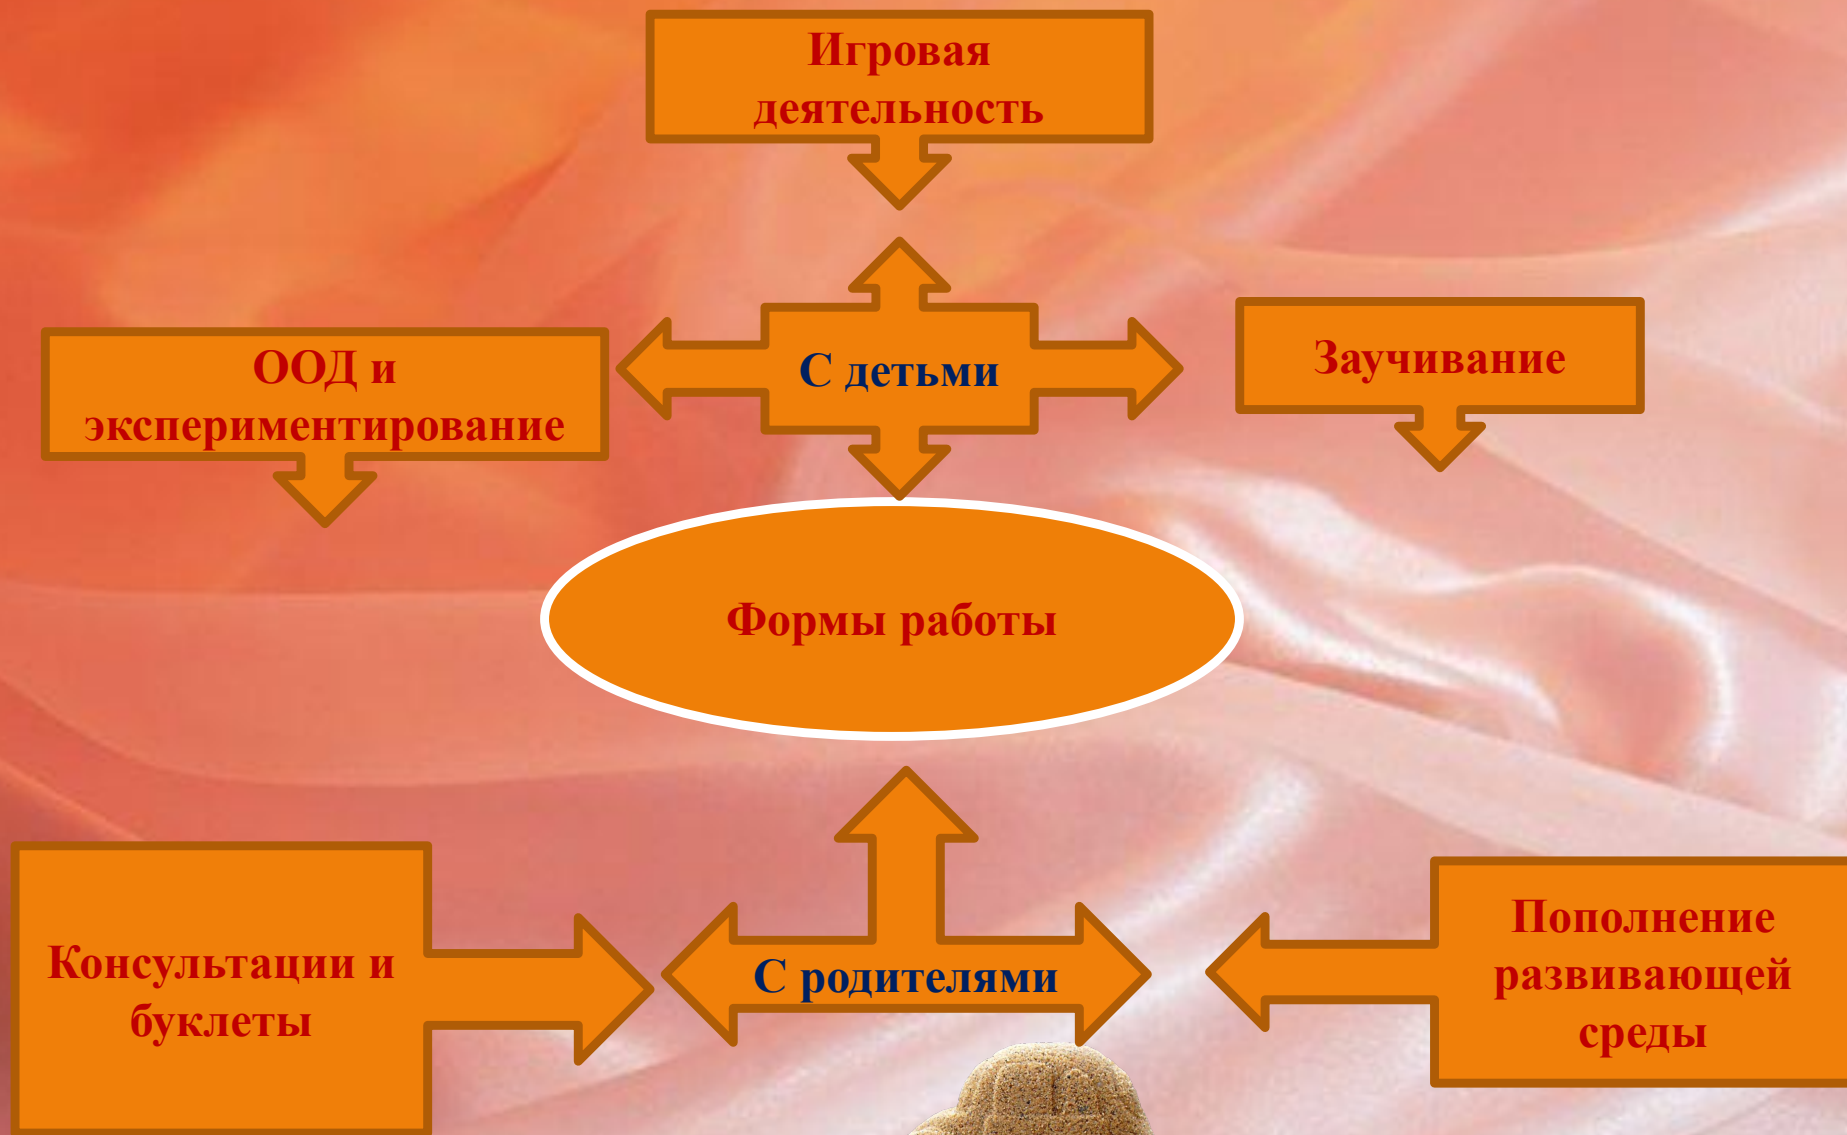 Игровая
деятельность
ООД и
экспериментирование
С детьми
Заучивание
Формы работы
Консультации и
буклеты
С родителями
Пополнение
развивающей
среды